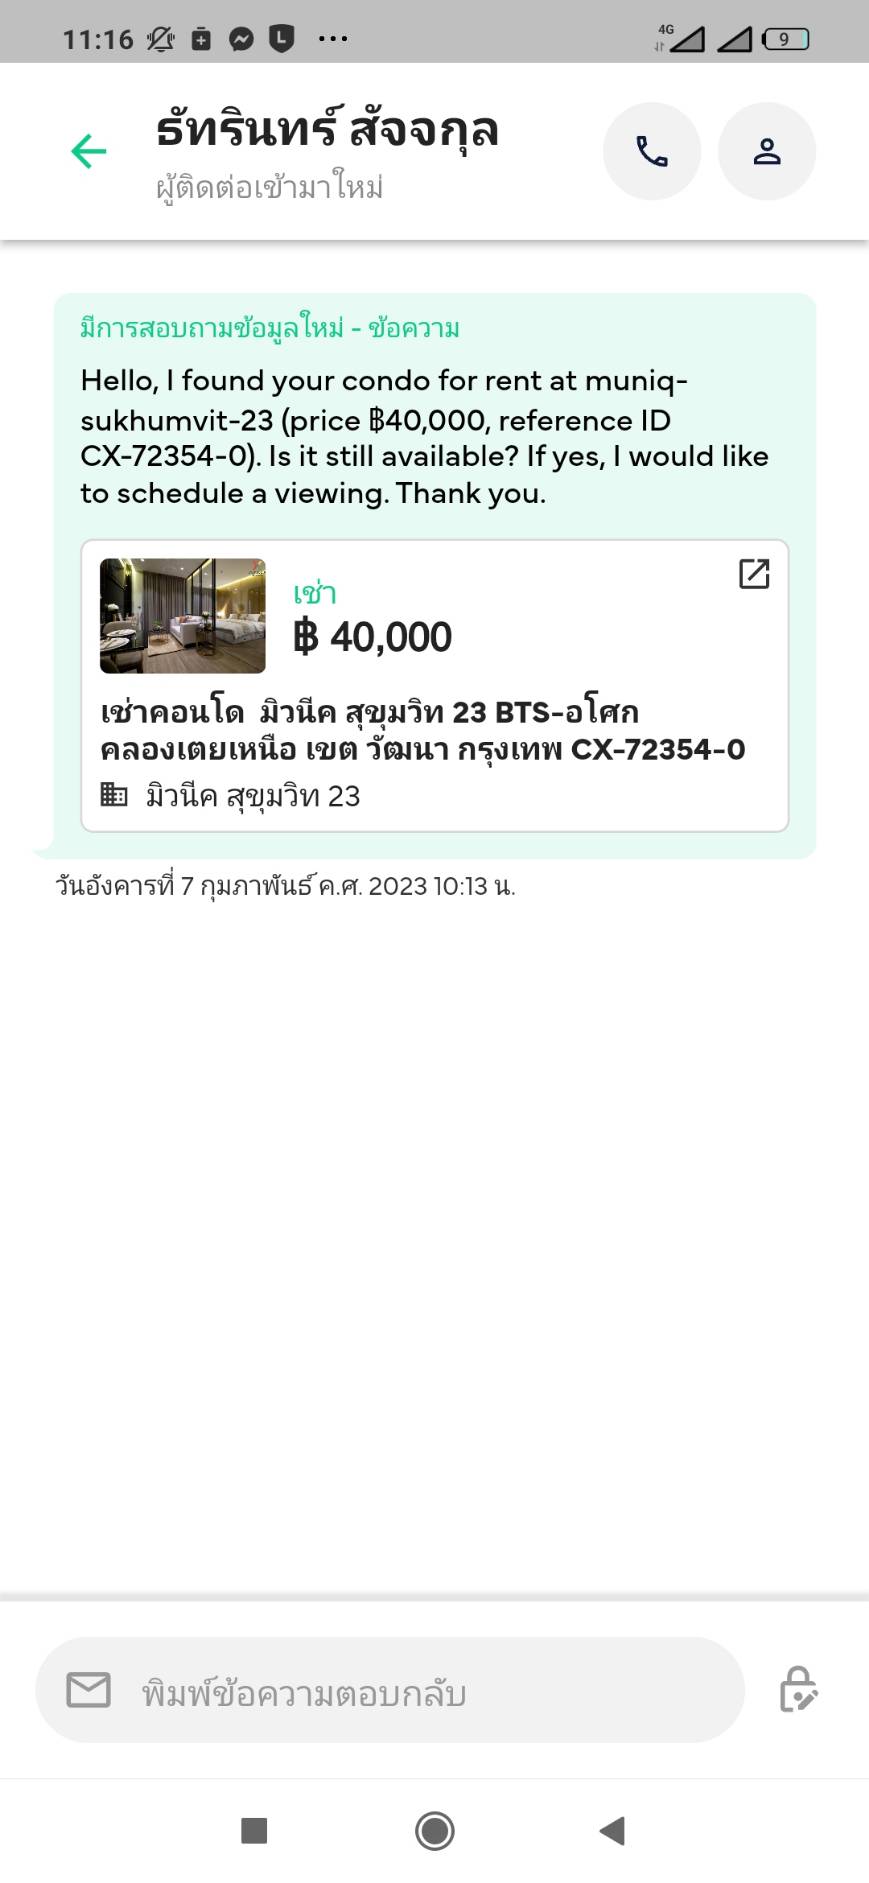 11:16
4G
9
ธัทรินทร์ สัจจกุล
ผู้ติดต่อเข้ามาใหม่
มีการสอบถามข้อมูลใหม่ - ข้อความ
Hello, I found your condo for rent at muniq-
sukhumvit-23 (price ฿40,000, reference ID
CX-72354-0). Is it still available? If yes, I would like
to schedule a viewing. Thank you.
เช่า
฿ 40,000
เช่าคอนโด มิวนีค สุขุมวิท 23 BTS-อโศก
คลองเตยเหนือ เขต วัฒนา กรุงเทพ CX-72354-0
มิวนีค สุขุมวิท 23
วันอังคารที่ 7 กุมภาพันธ์ ค.ศ. 2023 10:13 น.
พิมพ์ข้อความตอบกลับ